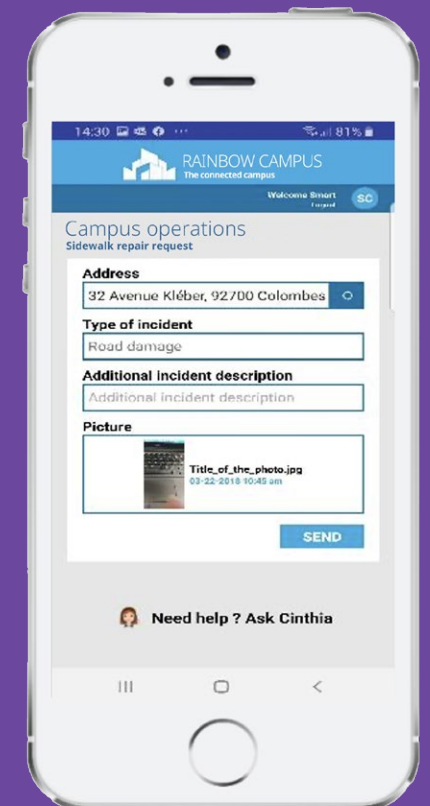 14:30
81%
RAINBOW CAMPUS
The connected campus
Welcome Smart
Logout
SC
Campus operations
Sidewalk repair request
Address
32 Avenue Kléber, 92700 Colombes
Type of incident
Road damage
Additional incident description
Additional incident description
Picture
Title_of_the_photo.jpg
03-22-2018 10:45 am
SEND
Need help ? Ask Cinthia